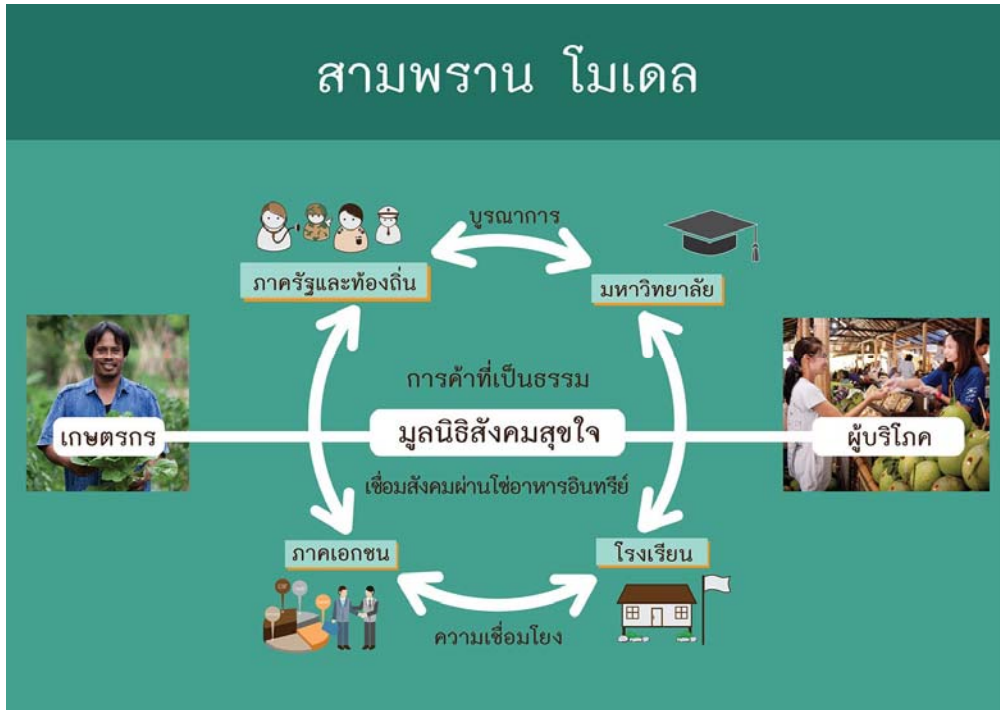 สามพราน โมเดล
บูรณาการ
ภาครัฐและท้องถิ่น
มหาวิทยาลัย
การค้าที่เป็นธรรม
เกษตรกร
มูลนิธิสังคมสุขใจ
ผู้บริโภค
เชื่อมสังคมผ่านโซ่อาหารอินทรีย์
ภาคเอกชน
โรงเรียน
ความเชื่อมโยง